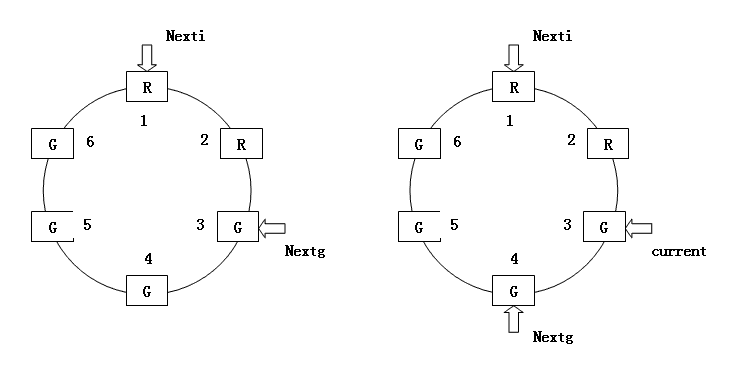 Nexti Nexti
R R
1 1
G 6 2 R G 6 2 R
G 5 3 G G 5 3 G
Nextg current
4 4
G G
Nextg